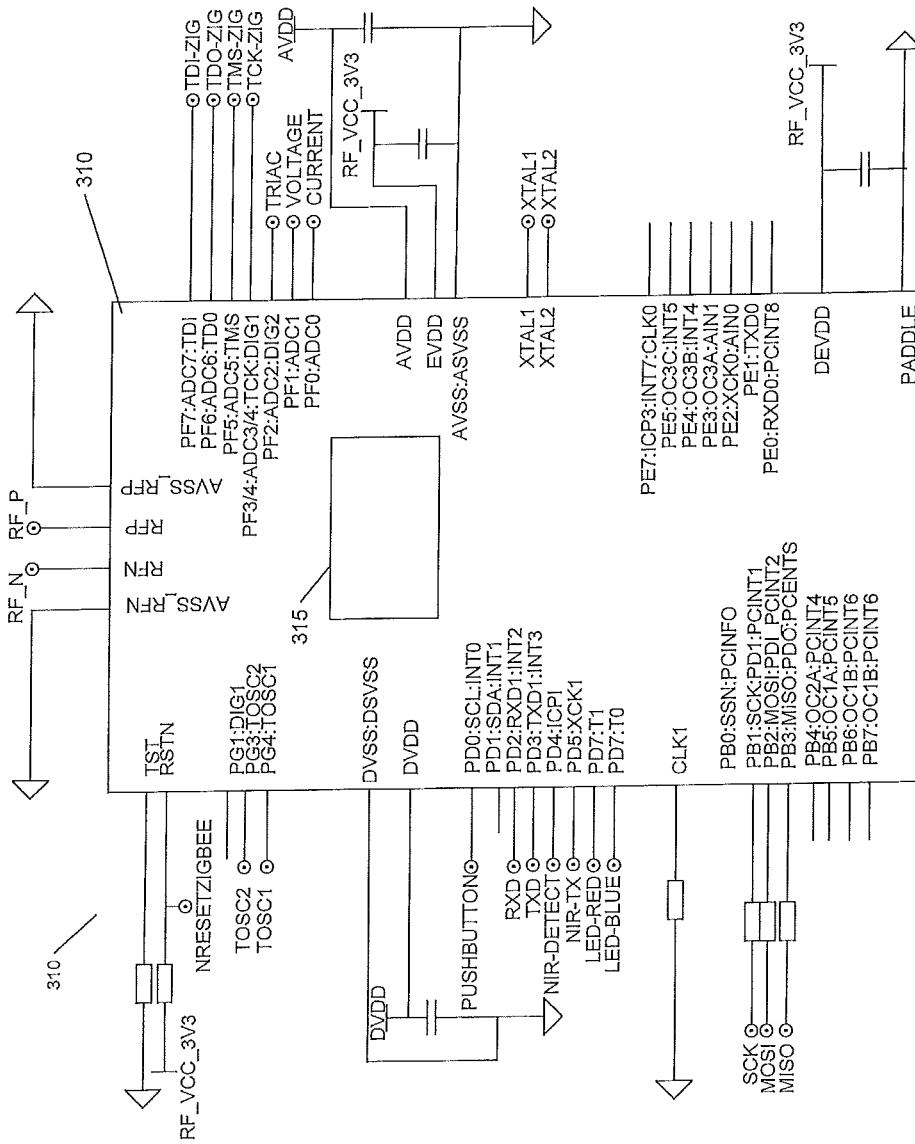 310
RF_N
RF_P
AVSS_RFN
RFN
RFP
AVSS_RFP
310
RF_VCC_3V3
NRESETZIGBEE
TST
RSTN
TOSC2
TOSC1
PG1:DIG1
PG3:TOSC2
PG4:TOSC1
DVDD
DVSS:DSVSS
DVDD
PUSHBUTTON
RXD
TXD
NIR-DETECT
NIR-TX
LED-RED
LED-BLUE
PD0:SCL:INT0
PD1:SDA:INT1
PD2:RXD1:INT2
PD3:TXD1:INT3
PD4:ICPI
PD5:XCK1
PD7:T1
PD7:T0
CLK1
SCK
MOSI
MISO
PB0:SSN:PCINFO
PB1:SCK:PD1:PCINT1
PB2:MOSI:PDI_PCINT2
PB3:MISO:PDO:PCENTS
PB4:OC2A:PCINT4
PB5:OC1A:PCINT5
PB6:OC1B:PCINT6
PB7:OC1B:PCINT6
315
PF7:ADC7:TDI
PF6:ADC6:TD0
PF5:ADC5:TMS
PF3/4:ADC3/4:TCK:DIG1
PF2:ADC2:DIG2
PF1:ADC1
PF0:ADC0
TDI-ZIG
TDO-ZIG
TMS-ZIG
TCK-ZIG
TRIAC
VOLTAGE
CURRENT
AVDD
RF_VCC_3V3
AVDD
EVDD
AVSS:ASVSS
XTAL1
XTAL2
XTAL1
XTAL2
PE7:ICP3:INT7:CLK0
PE5:OC3C:INT5
PE4:OC3B:INT4
PE3:OC3A:AIN1
PE2:XCK0:AIN0
PE1:TXD0
PE0:RXD0:PCINT8
DEVDD
PADDLE
RF_VCC_3V3